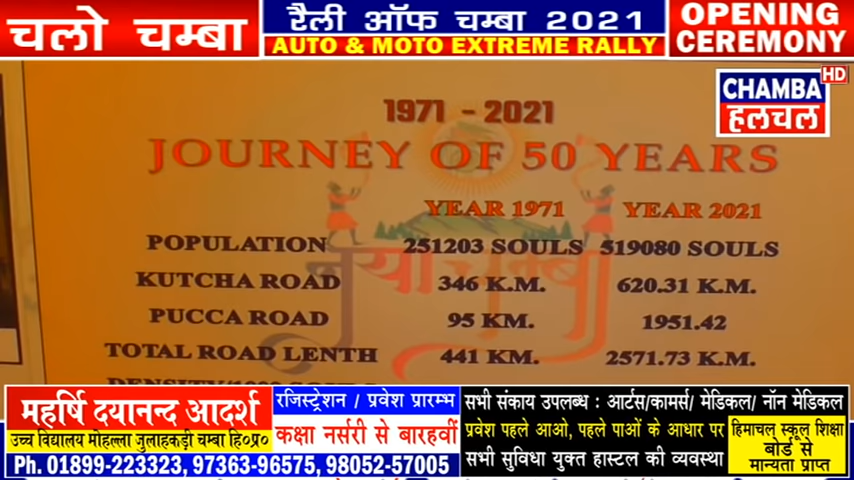 चलो चम्बा
रैली ऑफ चम्बा 2021
AUTO & MOTO EXTREME RALLY
OPENING
CEREMONY
CHAMBA HD
हलचल
1971 - 2021
JOURNEY OF 50 YEARS
YEAR 1971 YEAR 2021
POPULATION 251203 SOULS 519080 SOULS
KUTCHA ROAD 346 K.M. 620.31 K.M.
PUCCA ROAD 95 KM. 1951.42
TOTAL ROAD LENTH 441 KM. 2571.73 K.M.
नया चम्बा
महर्षि दयानन्द आदर्श
उच्च विद्यालय मोहल्ला जुलाहकड़ी चम्बा हि०प्र०
Ph. 01899-223323, 97363-96575, 98052-57005
रजिस्ट्रेशन / प्रवेश प्रारम्भ
कक्षा नर्सरी से बारहवीं
सभी संकाय उपलब्ध : आर्टस/कामर्स/ मेडिकल/ नॉन मेडिकल
प्रवेश पहले आओ, पहले पाओं के आधार पर
सभी सुविधा युक्त हास्टल की व्यवस्था
हिमाचल स्कूल शिक्षा
बोर्ड से
मान्यता प्राप्त